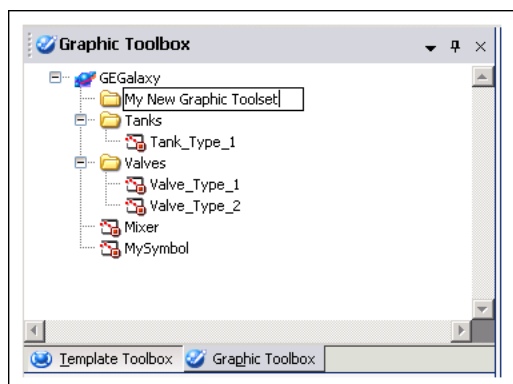 Graphic Toolbox
GEGalaxy
My New Graphic Toolset
Tanks
Tank_Type_1
Valves
Valve_Type_1
Valve_Type_2
Mixer
MySymbol
Template Toolbox Graphic Toolbox